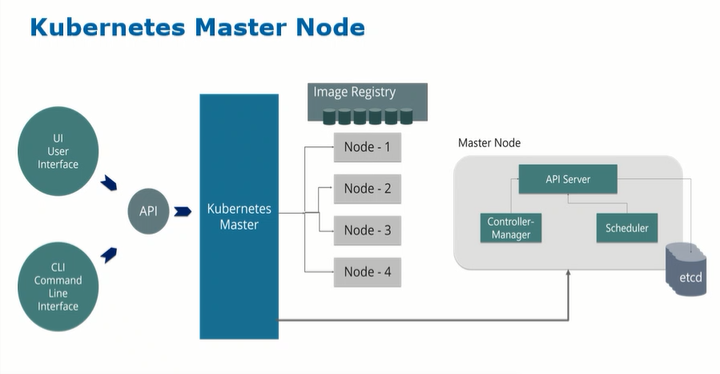 Kubernetes Master Node
Image Registry
UI
User
Interface
API
CLI
Command
Line
Interface
Kubernetes
Master
Node - 1
Node - 2
Node - 3
Node - 4
Master Node
API Server
Controller-
Manager
Scheduler
etcd